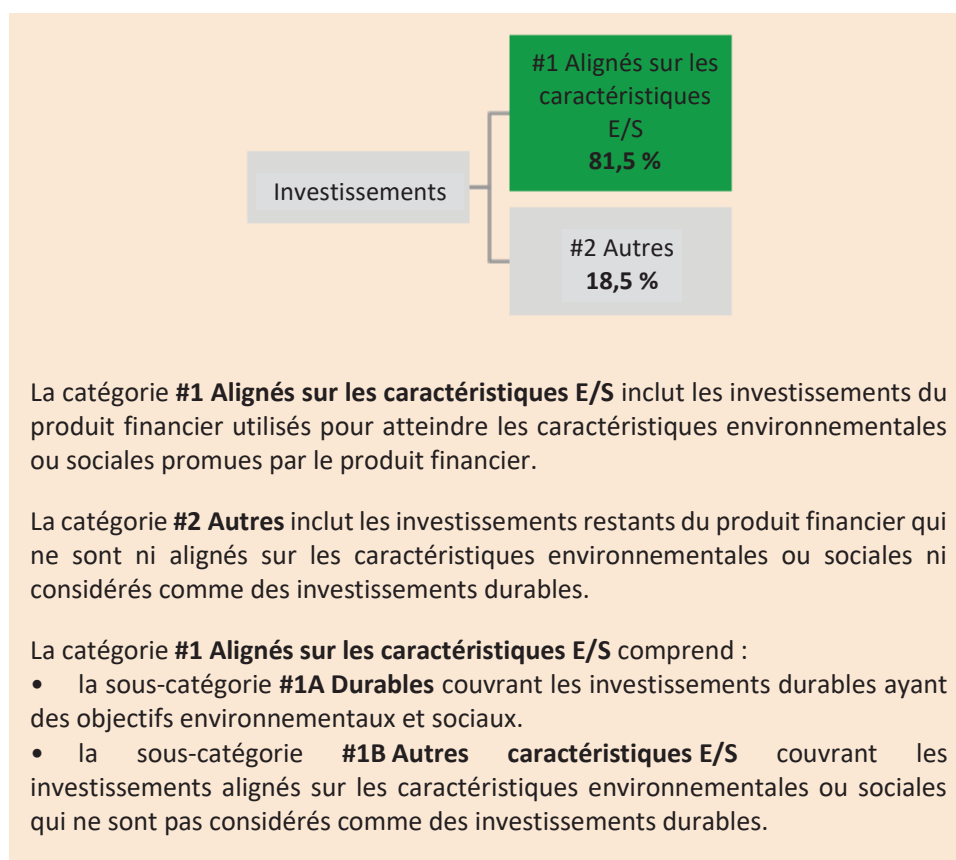 #1 Alignés sur les
caractéristiques
E/S
81,5 %
Investissements
#2 Autres
18,5 %
La catégorie #1 Alignés sur les caractéristiques E/S inclut les investissements du
produit financier utilisés pour atteindre les caractéristiques environnementales
ou sociales promues par le produit financier.
La catégorie #2 Autres inclut les investissements restants du produit financier qui
ne sont ni alignés sur les caractéristiques environnementales ou sociales ni
considérés comme des investissements durables.
La catégorie #1 Alignés sur les caractéristiques E/S comprend :
• la sous-catégorie #1A Durables couvrant les investissements durables ayant
des objectifs environnementaux et sociaux.
• la sous-catégorie #1B Autres caractéristiques E/S couvrant les
investissements alignés sur les caractéristiques environnementales ou sociales
qui ne sont pas considérés comme des investissements durables.